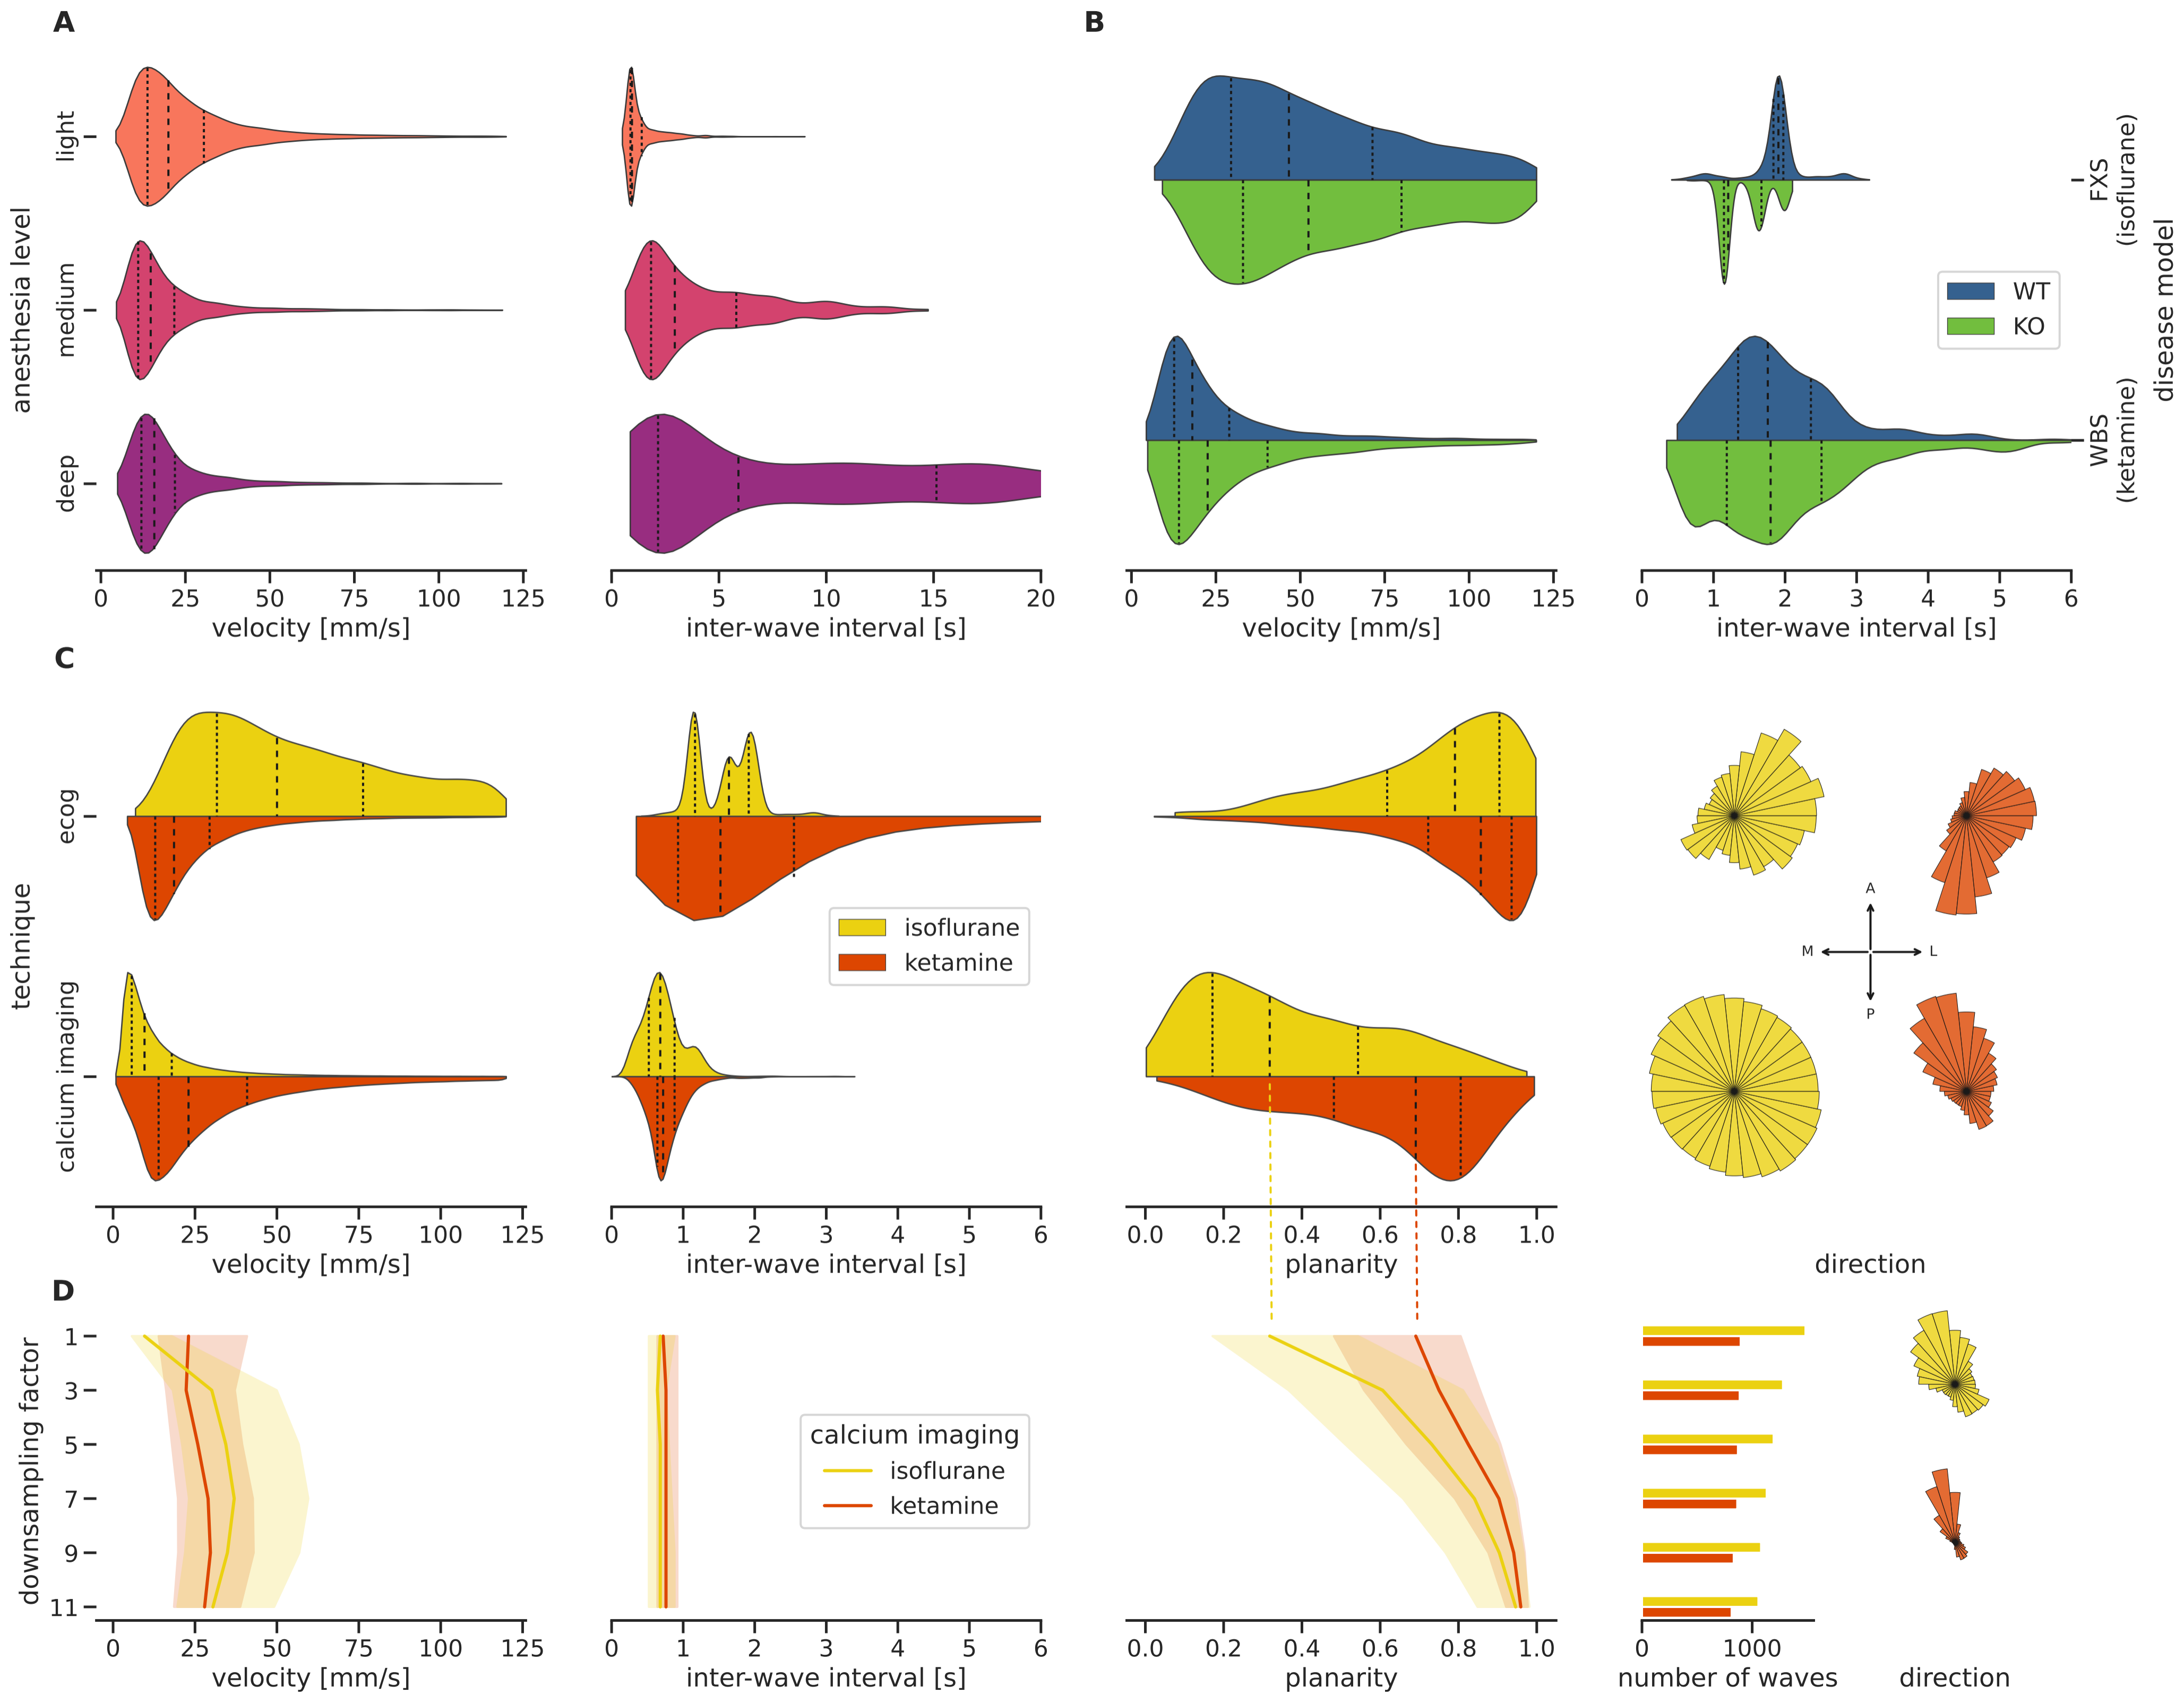 A
B
anesthesia level
light
medium
deep
0 25 50 75 100 125
velocity [mm/s]
0 5 10 15 20
inter-wave interval [s]
0 25 50 75 100 125
velocity [mm/s]
0 1 2 3 4 5 6
inter-wave interval [s]
WT
KO
FXS
(isoflurane)
WBS
(ketamine)
disease model
C
technique
ecog
calcium imaging
isoflurane
ketamine
A
M
L
P
0 25 50 75 100 125
velocity [mm/s]
0 1 2 3 4 5 6
inter-wave interval [s]
0.0 0.2 0.4 0.6 0.8 1.0
planarity
direction
D
downsampling factor
1
3
5
7
9
11
calcium imaging
isoflurane
ketamine
0 25 50 75 100 125
velocity [mm/s]
0 1 2 3 4 5 6
inter-wave interval [s]
0.0 0.2 0.4 0.6 0.8 1.0
planarity
0 1000
number of waves
direction